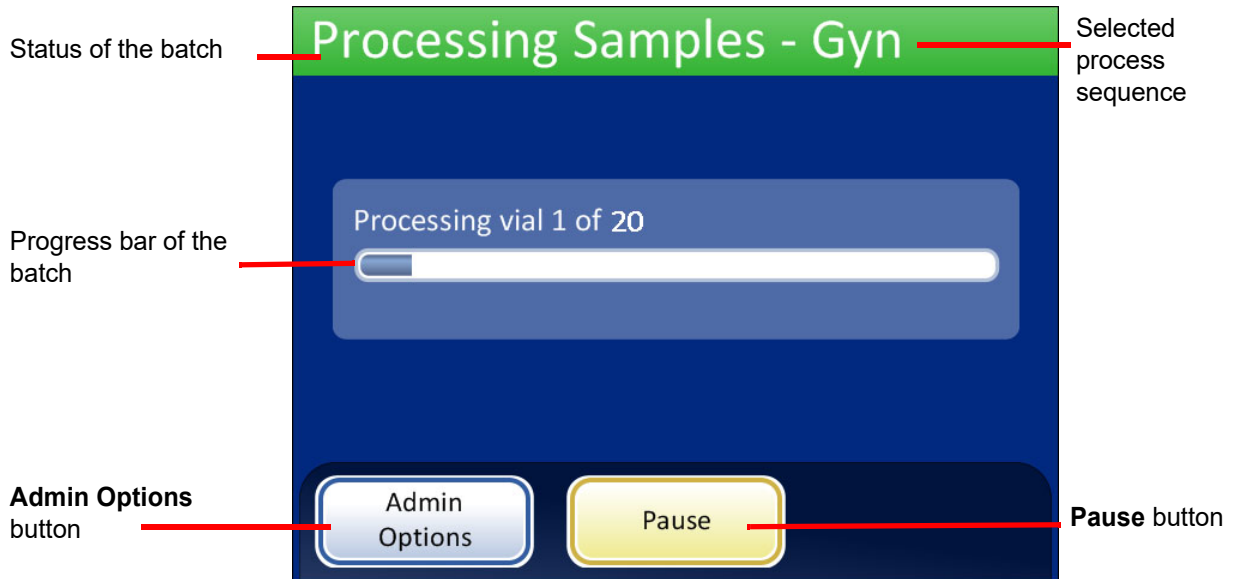 Status of the batch
Processing Samples - Gyn
Selected
process
sequence
Processing vial 1 of 20
Progress bar of the
batch
Admin Options
button
Admin
Options
Pause
Pause button